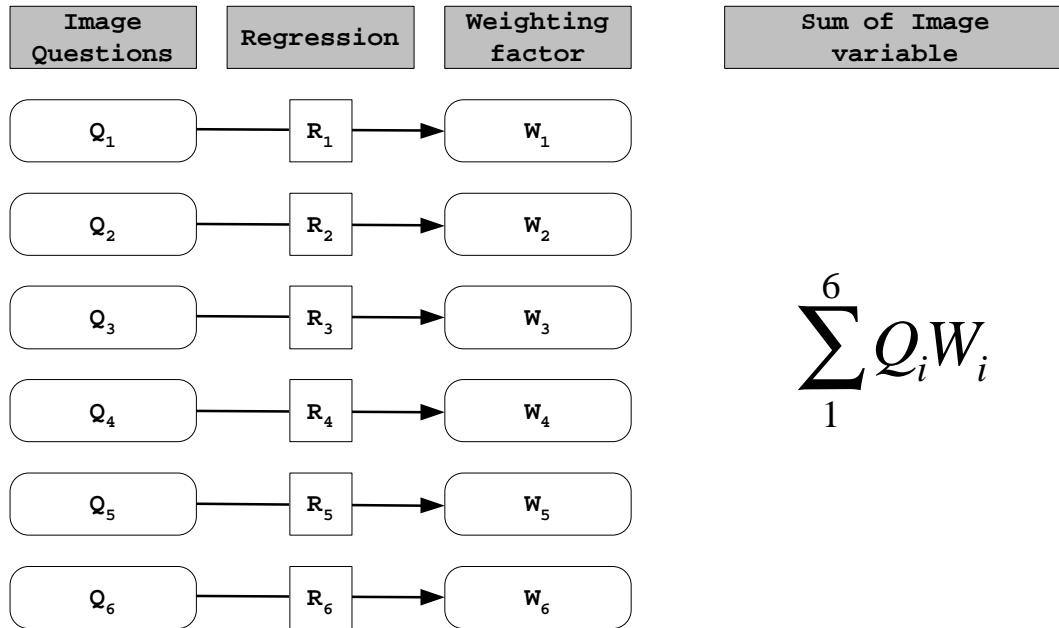 Image
Questions
Regression
Weighting
factor
Sum of Image
variable
Q₁ R₁ W₁
Q₂ R₂ W₂
Q₃ R₃ W₃
Q₄ R₄ W₄
Q₅ R₅ W₅
Q₆ R₆ W₆
6
∑ QᵢWᵢ
1